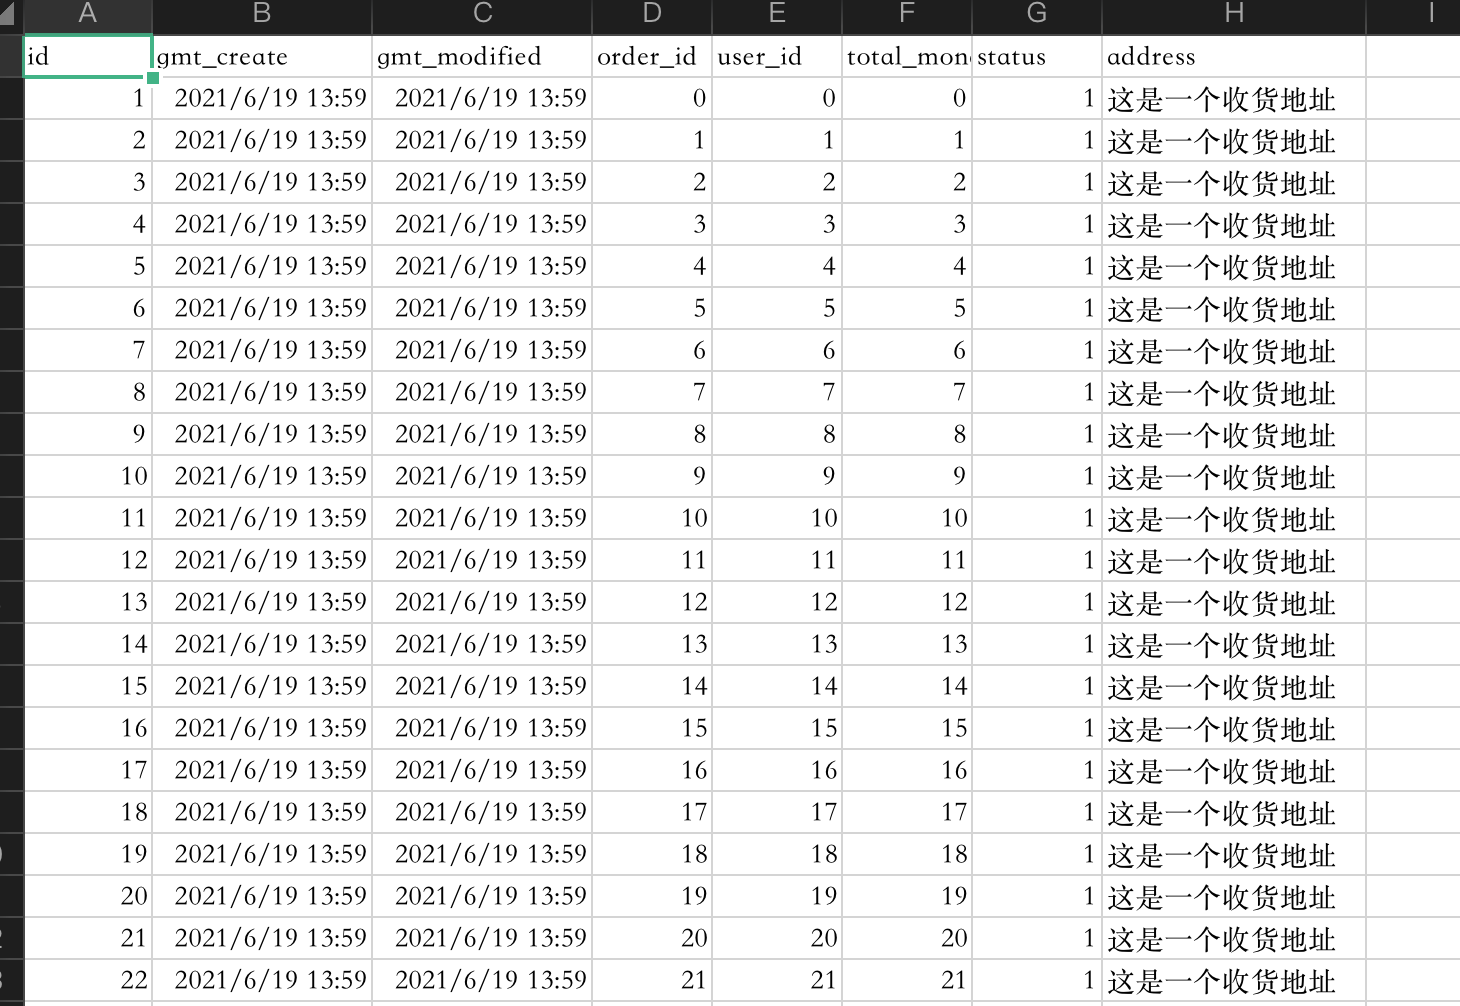 A B C D E F G H I
id gmt_create gmt_modified order_id user_id total_mon status address
1 2021/6/19 13:59 2021/6/19 13:59 0 0 0 1 这是一个收货地址
2 2021/6/19 13:59 2021/6/19 13:59 1 1 1 1 这是一个收货地址
3 2021/6/19 13:59 2021/6/19 13:59 2 2 2 1 这是一个收货地址
4 2021/6/19 13:59 2021/6/19 13:59 3 3 3 1 这是一个收货地址
5 2021/6/19 13:59 2021/6/19 13:59 4 4 4 1 这是一个收货地址
6 2021/6/19 13:59 2021/6/19 13:59 5 5 5 1 这是一个收货地址
7 2021/6/19 13:59 2021/6/19 13:59 6 6 6 1 这是一个收货地址
8 2021/6/19 13:59 2021/6/19 13:59 7 7 7 1 这是一个收货地址
9 2021/6/19 13:59 2021/6/19 13:59 8 8 8 1 这是一个收货地址
10 2021/6/19 13:59 2021/6/19 13:59 9 9 9 1 这是一个收货地址
11 2021/6/19 13:59 2021/6/19 13:59 10 10 10 1 这是一个收货地址
12 2021/6/19 13:59 2021/6/19 13:59 11 11 11 1 这是一个收货地址
13 2021/6/19 13:59 2021/6/19 13:59 12 12 12 1 这是一个收货地址
14 2021/6/19 13:59 2021/6/19 13:59 13 13 13 1 这是一个收货地址
15 2021/6/19 13:59 2021/6/19 13:59 14 14 14 1 这是一个收货地址
16 2021/6/19 13:59 2021/6/19 13:59 15 15 15 1 这是一个收货地址
17 2021/6/19 13:59 2021/6/19 13:59 16 16 16 1 这是一个收货地址
18 2021/6/19 13:59 2021/6/19 13:59 17 17 17 1 这是一个收货地址
19 2021/6/19 13:59 2021/6/19 13:59 18 18 18 1 这是一个收货地址
20 2021/6/19 13:59 2021/6/19 13:59 19 19 19 1 这是一个收货地址
21 2021/6/19 13:59 2021/6/19 13:59 20 20 20 1 这是一个收货地址
22 2021/6/19 13:59 2021/6/19 13:59 21 21 21 1 这是一个收货地址